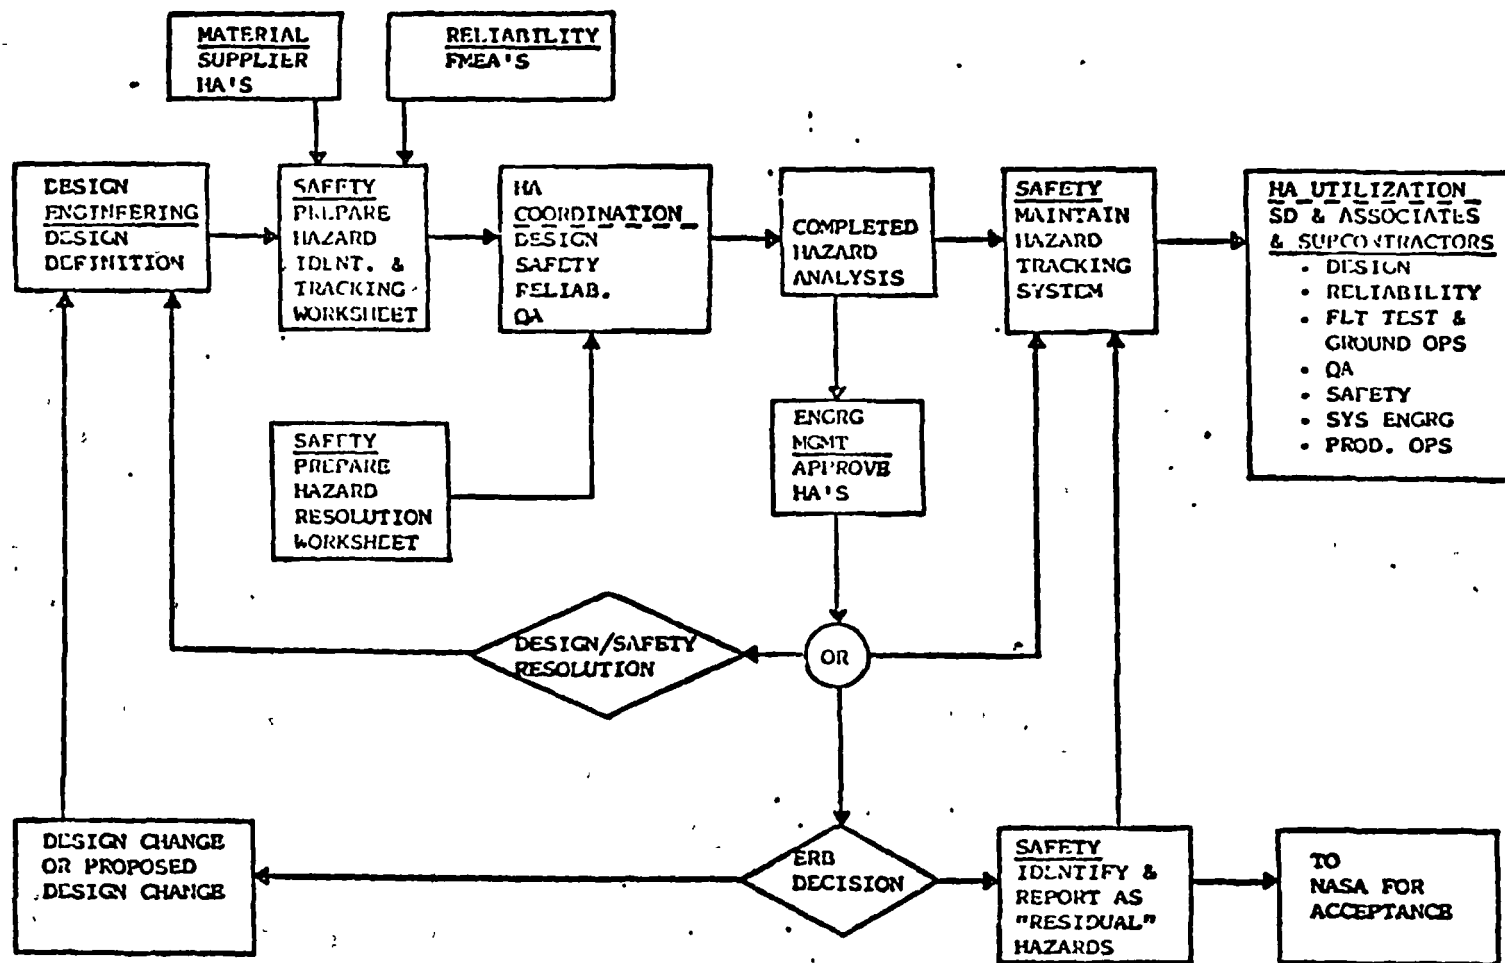 MATERIAL
SUPPLIER
HA'S
RELIABILITY
FMEA'S
DESIGN
ENGINFERING
DESIGN
DEFINITION
SAFETY
PREPARE
HAZARD
IDENT. &
TRACKING
WORKSHEET
HA
COORDINATION
DESIGN
SAFETY
RELIAB.
QA
COMPLETED
HAZARD
ANALYSIS
SAFETY
MAINTAIN
HAZARD
TRACKING
SYSTEM
HA UTILIZATION
SD & ASSOCIATES
& SUBCONTRACTORS
• DESIGN
• RELIABILITY
• FLT TEST &
GROUND OPS
• QA
• SAFETY
• SYS ENGRG
• PROD. OPS
SAFETY
PREPARE
HAZARD
RESOLUTION
WORKSHEET
ENGRG
MGMT
APPROVE
HA'S
DESIGN/SAFETY
RESOLUTION
OR
DESIGN CHANGE
OR PROPOSED
DESIGN CHANGE
ERB
DECISION
SAFETY
IDENTIFY &
REPORT AS
"RESIDUAL"
HAZARDS
TO
NASA FOR
ACCEPTANCE